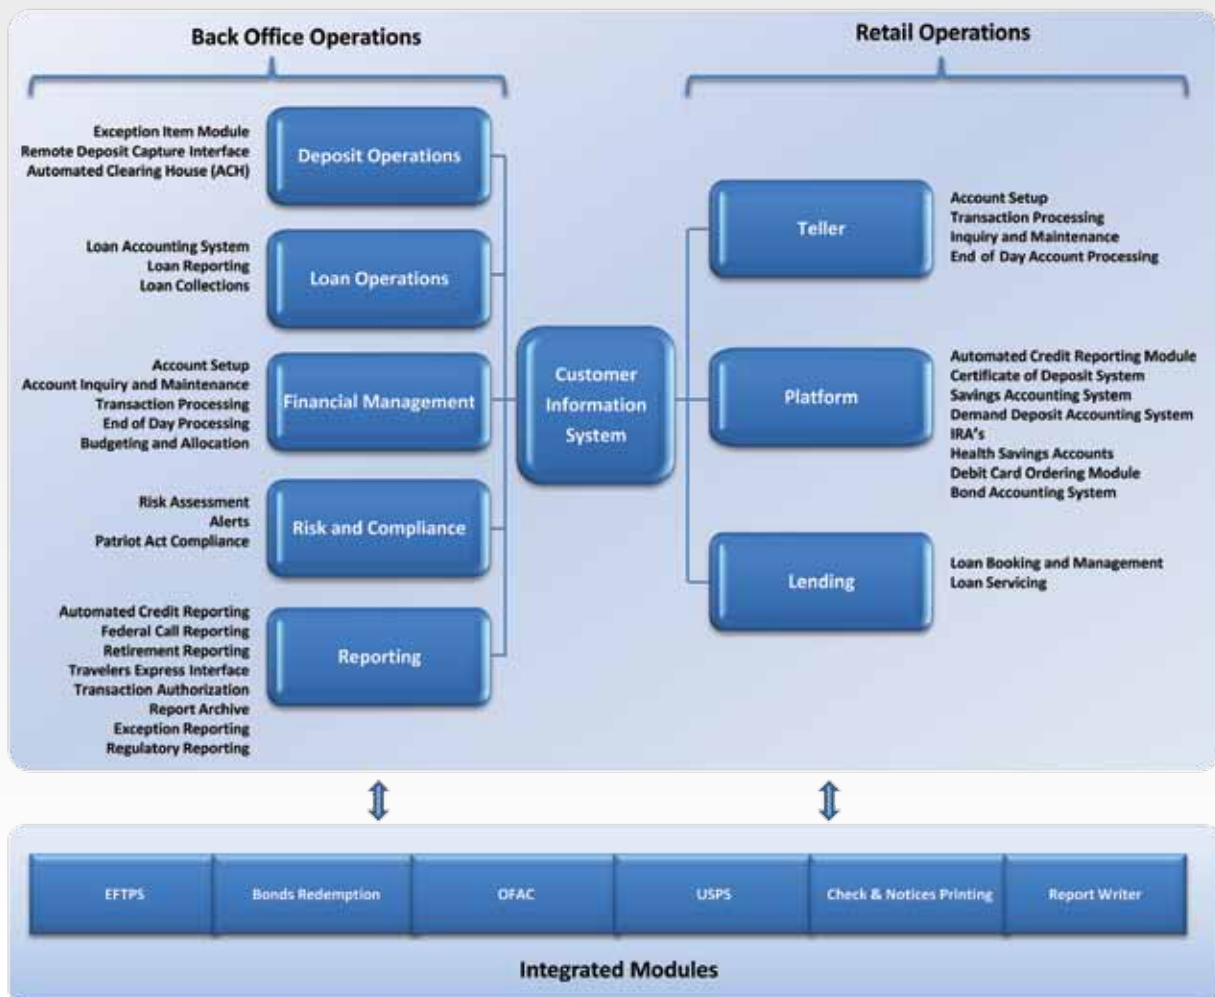 Back Office Operations
Retail Operations
Exception Item Module
Remote Deposit Capture Interface
Automated Clearing House (ACH)
Deposit Operations
Loan Accounting System
Loan Reporting
Loan Collections
Loan Operations
Account Setup
Account Inquiry and Maintenance
Transaction Processing
End of Day Processing
Budgeting and Allocation
Financial Management
Risk Assessment
Alerts
Patriot Act Compliance
Risk and Compliance
Automated Credit Reporting
Federal Call Reporting
Retirement Reporting
Travelers Express Interface
Transaction Authorization
Report Archive
Exception Reporting
Regulatory Reporting
Reporting
Customer
Information
System
Teller
Account Setup
Transaction Processing
Inquiry and Maintenance
End of Day Account Processing
Platform
Automated Credit Reporting Module
Certificate of Deposit System
Savings Accounting System
Demand Deposit Accounting System
IRA's
Health Savings Accounts
Debit Card Ordering Module
Bond Accounting System
Lending
Loan Booking and Management
Loan Servicing
EFTPS
Bonds Redemption
OFAC
USPS
Check & Notices Printing
Report Writer
Integrated Modules